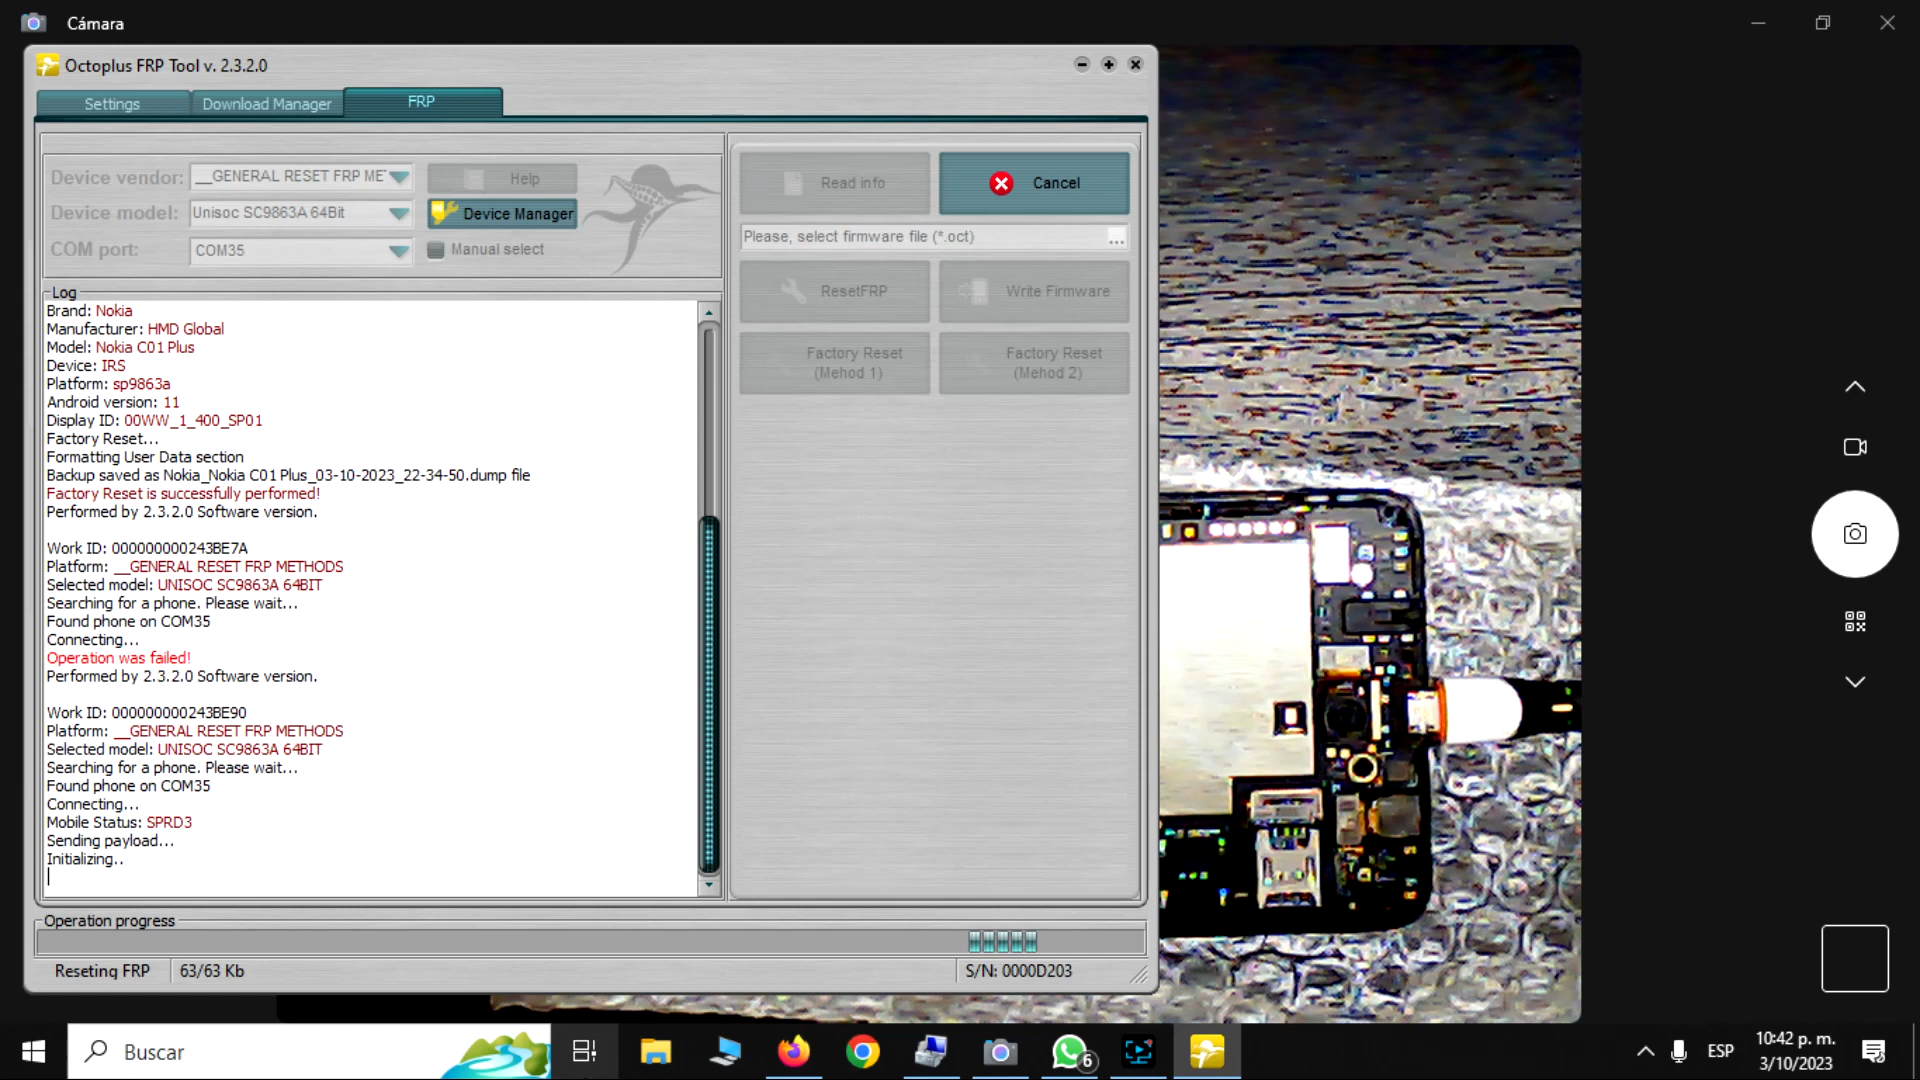 Cámara
Octoplus FRP Tool v. 2.3.2.0
Settings
Download Manager
FRP
Device vendor:
__GENERAL RESET FRP MET
Help
Device model:
Unisoc SC9863A 64Bit
Device Manager
COM port:
COM35
Manual select
Read info
Cancel
Please, select firmware file (*.oct)
...
ResetFRP
Write Firmware
Factory Reset
(Mehod 1)
Factory Reset
(Mehod 2)
Log
Brand: Nokia
Manufacturer: HMD Global
Model: Nokia C01 Plus
Device: IRS
Platform: sp9863a
Android version: 11
Display ID: 00WW_1_400_SP01
Factory Reset...
Formatting User Data section
Backup saved as Nokia_Nokia C01 Plus_03-10-2023_22-34-50.dump file
Factory Reset is successfully performed!
Performed by 2.3.2.0 Software version.
Work ID: 000000000243BE7A
Platform: __GENERAL RESET FRP METHODS
Selected model: UNISOC SC9863A 64BIT
Searching for a phone. Please wait...
Found phone on COM35
Connecting...
Operation was failed!
Performed by 2.3.2.0 Software version.
Work ID: 000000000243BE90
Platform: __GENERAL RESET FRP METHODS
Selected model: UNISOC SC9863A 64BIT
Searching for a phone. Please wait...
Found phone on COM35
Connecting...
Mobile Status: SPRD3
Sending payload...
Initializing..
Operation progress
Reseting FRP
63/63 Kb
S/N: 0000D203
Buscar
6
ESP
10:42 p. m.
3/10/2023